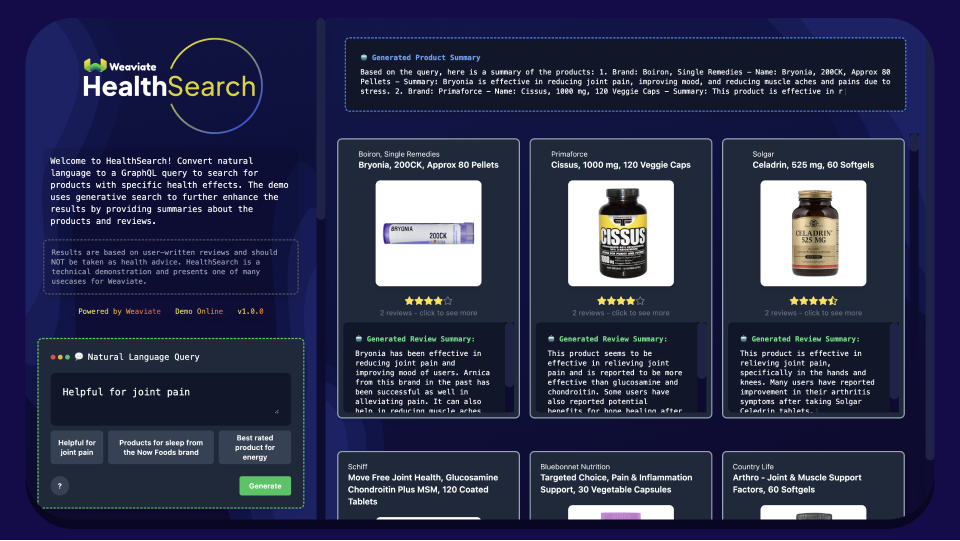 Weaviate
HealthSearch
Welcome to HealthSearch! Convert natural
language to a GraphQL query to search for
products with specific health effects. The demo
uses generative search to further enhance the
results by providing summaries about the
products and reviews.
Results are based on user-written reviews and should
NOT be taken as health advice. HealthSearch is a
technical demonstration and presents one of many
usecases for Weaviate.
Powered by Weaviate Demo Online v1.0.0
Natural Language Query
Helpful for joint pain
Helpful for
joint pain
Products for sleep from
the Now Foods brand
Best rated
product for
energy
?
Generate
Generated Product Summary
Based on the query, here is a summary of the products: 1. Brand: Boiron, Single Remedies - Name: Bryonia, 200CK, Approx 80
Pellets - Summary: Bryonia is effective in reducing joint pain, improving mood, and reducing muscle aches and pains due to
stress. 2. Brand: Primaforce - Name: Cissus, 1000 mg, 120 Veggie Caps - Summary: This product is effective in r
Boiron, Single Remedies
Bryonia, 200CK, Approx 80 Pellets
BRYONIA
200CK
2 reviews - click to see more
Generated Review Summary:
Bryonia has been effective in
reducing joint pain and
improving mood of users. Arnica
from this brand in the past has
been successful as well in
alleviating pain. It can also
help in reducing muscle aches
Primaforce
Cissus, 1000 mg, 120 Veggie Caps
CISSUS
2 reviews - click to see more
Generated Review Summary:
This product seems to be
effective in relieving joint
pain and is reported to be more
effective than glucosamine and
chondroitin. Some users have
also reported potential
benefits for bone healing after
Solgar
Celadrin, 525 mg, 60 Softgels
CELADRIN
525 MG
2 reviews - click to see more
Generated Review Summary:
This product is effective in
relieving joint pain,
specifically in the hands and
knees. Many users have reported
improvement in their arthritis
symptoms after taking Solgar
Celedrin tablets.
Schiff
Move Free Joint Health, Glucosamine
Chondroitin Plus MSM, 120 Coated
Tablets
Bluebonnet Nutrition
Targeted Choice, Pain & Inflammation
Support, 30 Vegetable Capsules
Country Life
Arthro - Joint & Muscle Support
Factors, 60 Softgels